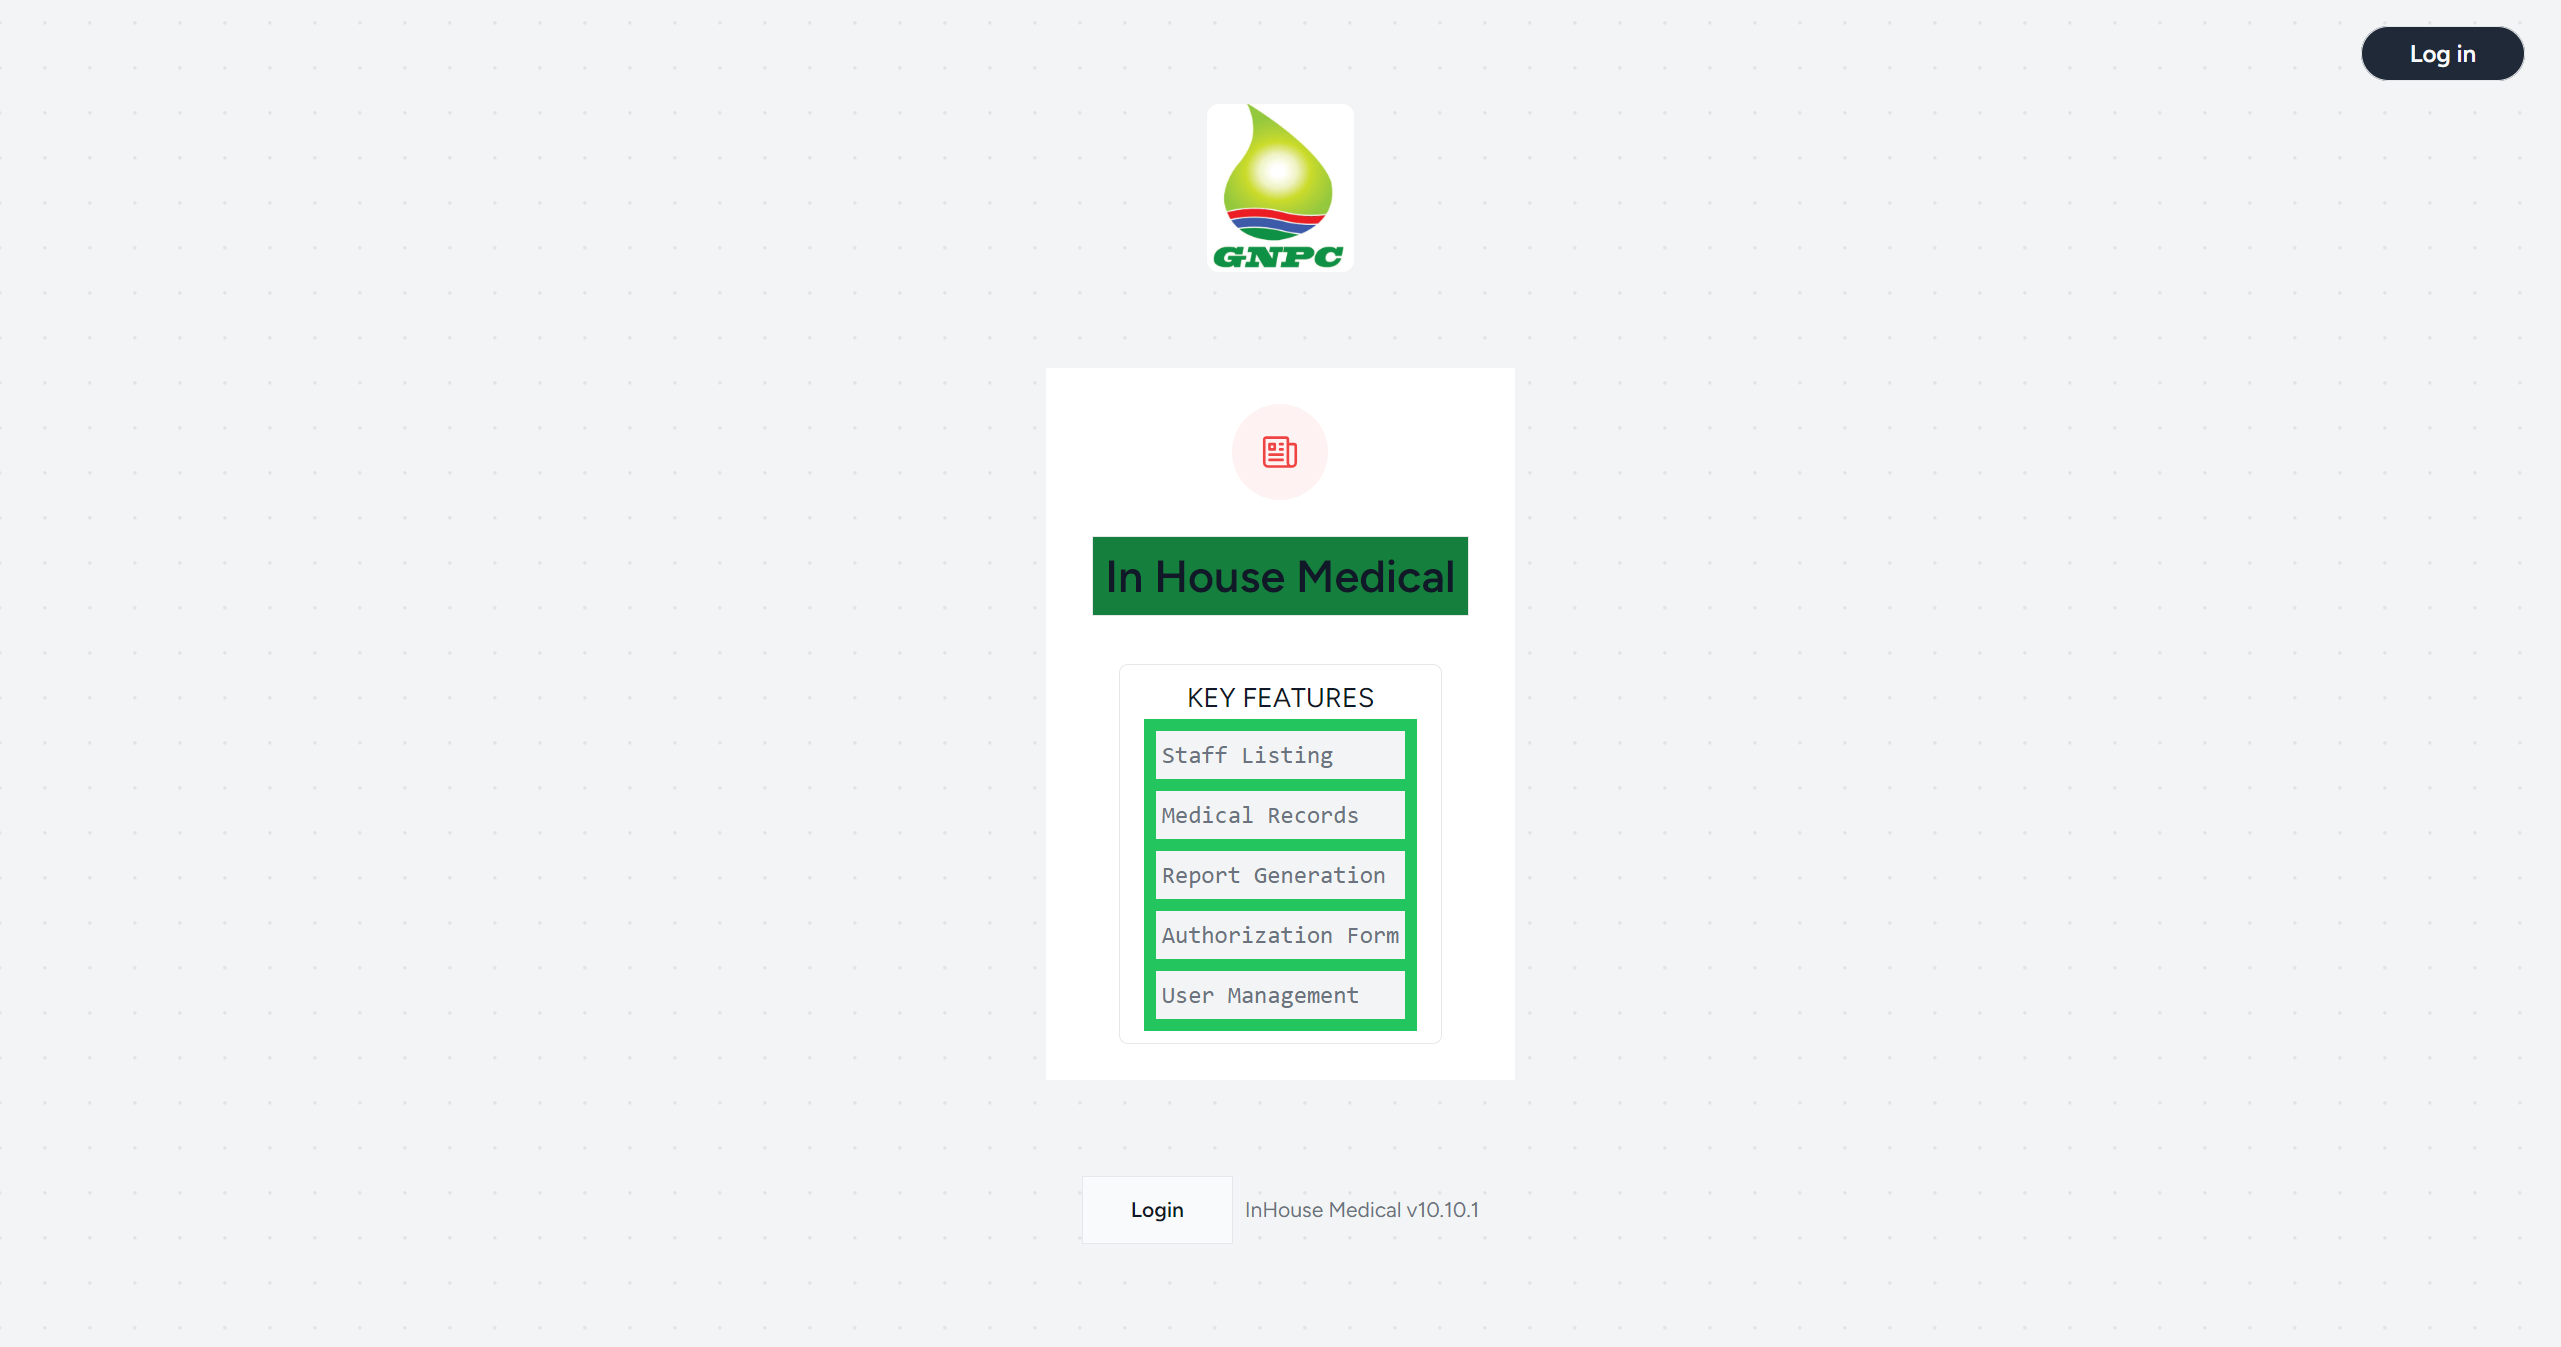 Log in
GNPC
In House Medical
KEY FEATURES
Staff Listing
Medical Records
Report Generation
Authorization Form
User Management
Login
InHouse Medical v10.10.1